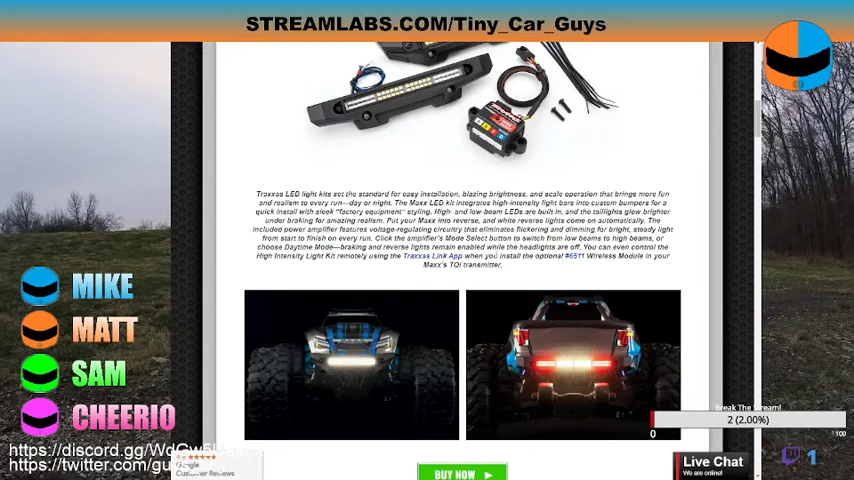 STREAMLABS.COM/Tiny_Car_Guys
Traxxas LED light kits set the standard for easy installation, blazing brightness, and scale operation that brings more fun
and realism to every run—day or night. The Maxx LED kit integrates high-intensity light bars into custom bumpers for a
quick install with sleek "factory equipment" styling. High- and low-beam LEDs are built in, and the taillights glow brighter
under braking for amazing realism. Put your Maxx into reverse, and white reverse lights come on automatically. The
included power amplifier features voltage-regulating circuitry that eliminates flickering and dimming for bright, steady light
from start to finish on every run. Click the amplifier's Mode Select button to switch from low beams to high beams, or
choose Daytime Mode—braking and reverse lights remain enabled while the headlights are off. You can even control the
High Intensity Light Kit remotely using the Traxxas Link App when you install the optional #6511 Wireless Module in your
Maxx's TQi transmitter.
MIKE
MATT
SAM
CHEERIO
Break The Stream!
2 (2.00%)
0
100
https://discord.gg/
https://twitter.com/
Google
Customer Reviews
BUY NOW
Live Chat
We are online!
1